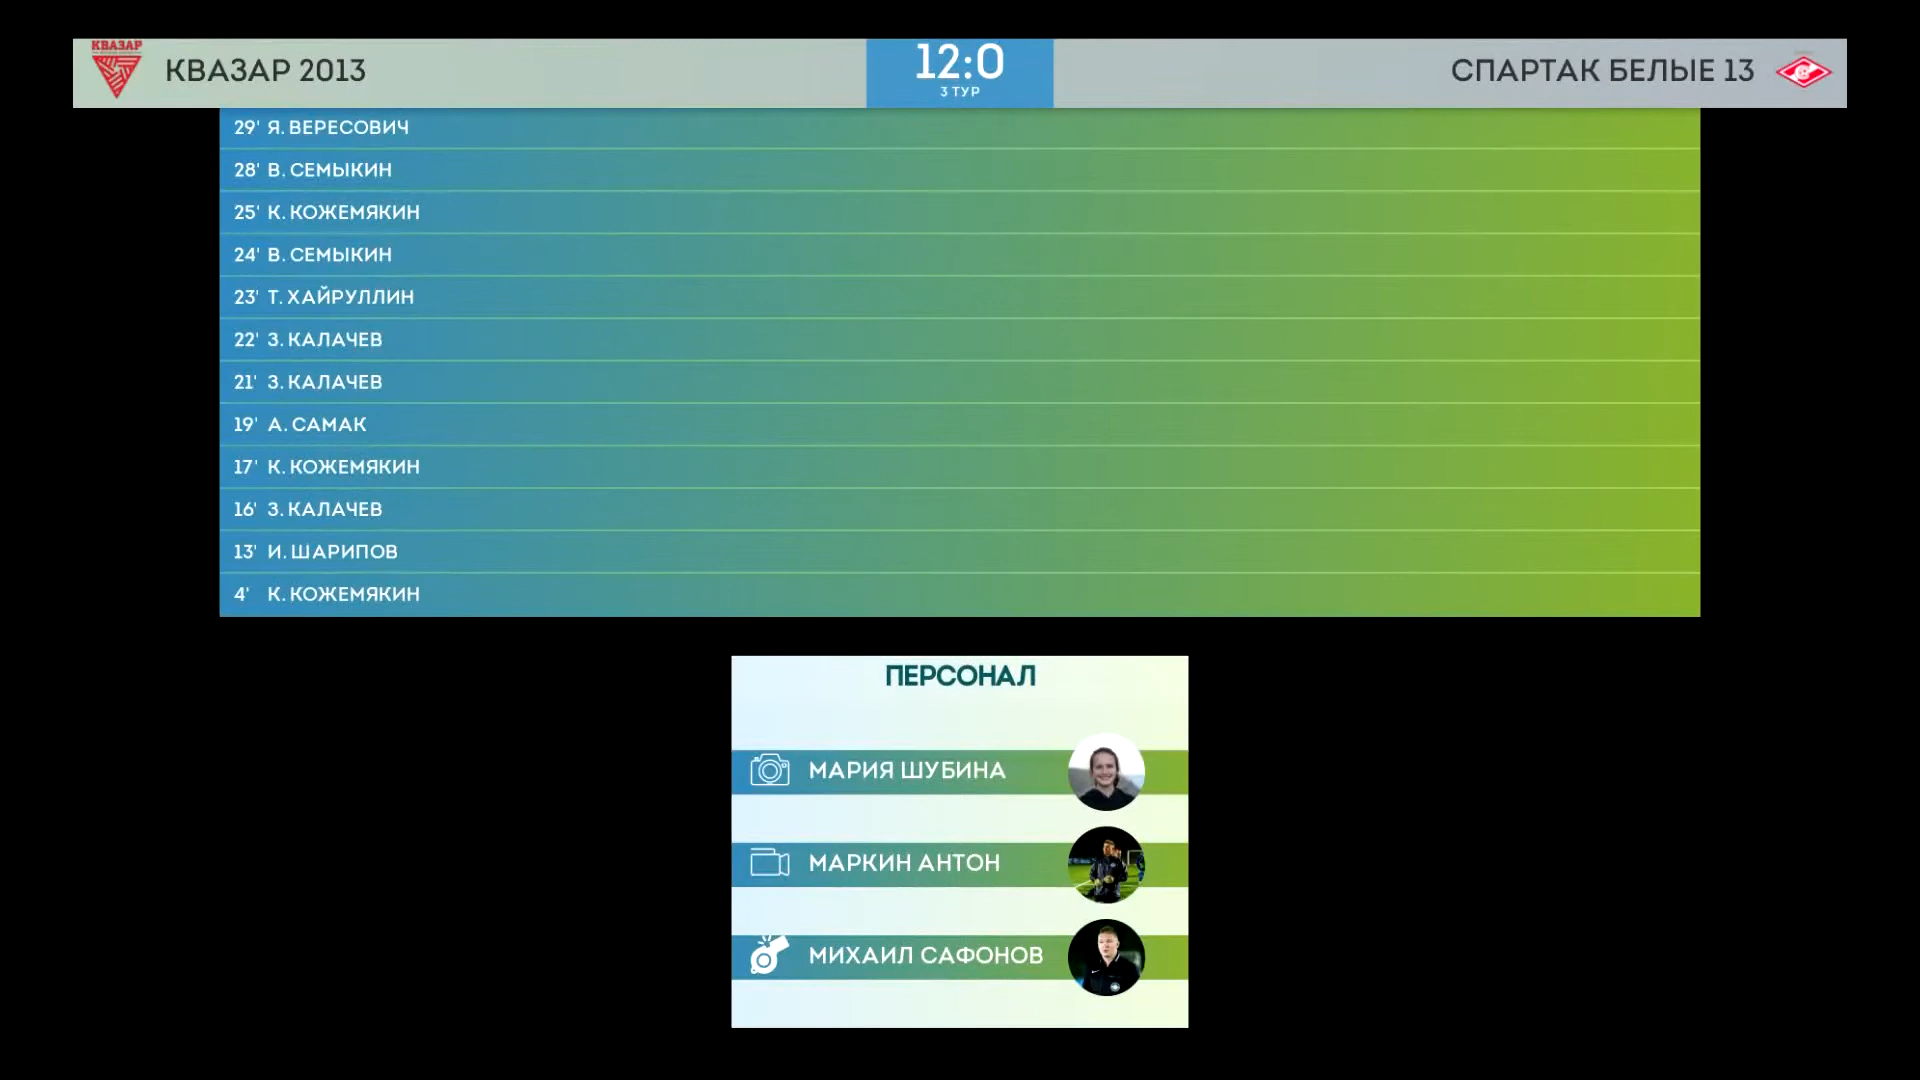 КВАЗАР
КВАЗАР 2013
12:0
3 ТУР
СПАРТАК БЕЛЫЕ 13
29' Я. ВЕРЕСОВИЧ
28' В. СЕМЫКИН
25' К. КОЖЕМЯКИН
24' В. СЕМЫКИН
23' Т. ХАЙРУЛЛИН
22' З. КАЛАЧЕВ
21' З. КАЛАЧЕВ
19' А. САМАК
17' К. КОЖЕМЯКИН
16' З. КАЛАЧЕВ
13' И. ШАРИПОВ
4' К. КОЖЕМЯКИН
ПЕРСОНАЛ
МАРИЯ ШУБИНА
МАРКИН АНТОН
МИХАИЛ САФОНОВ